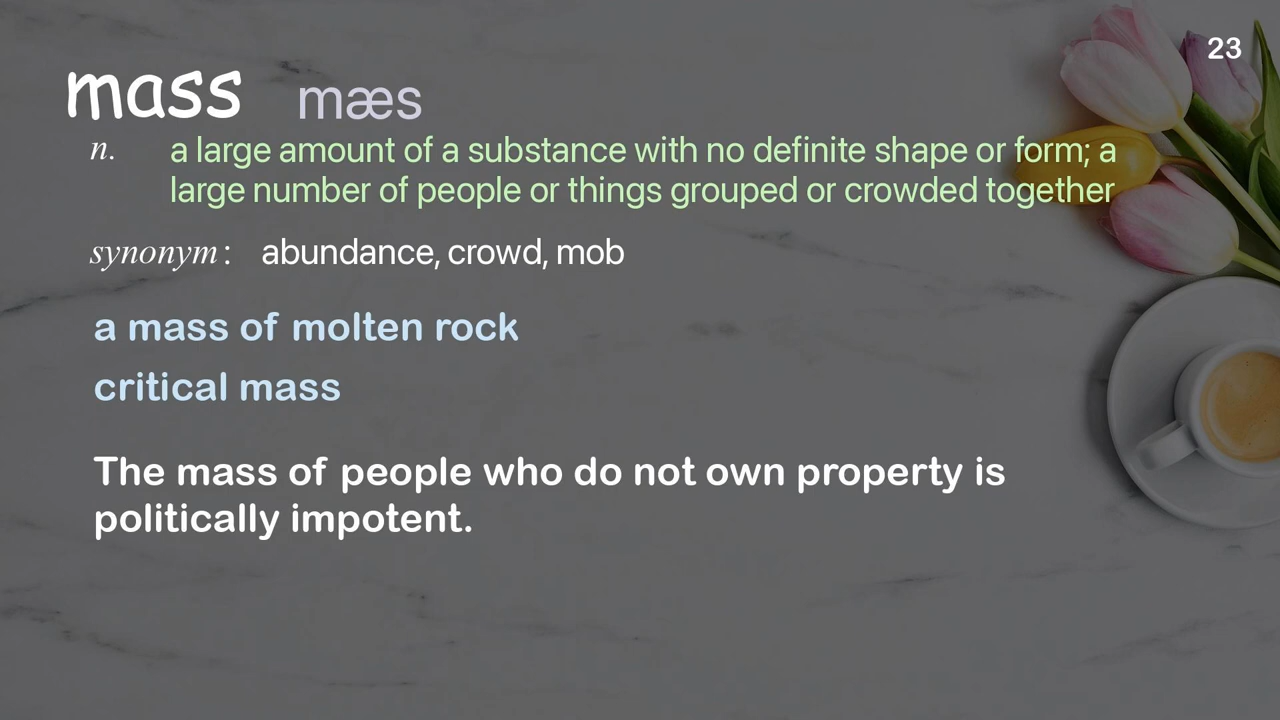 23
mass mæs
n. a large amount of a substance with no definite shape or form; a
large number of people or things grouped or crowded together
synonym: abundance, crowd, mob
a mass of molten rock
critical mass
The mass of people who do not own property is
politically impotent.